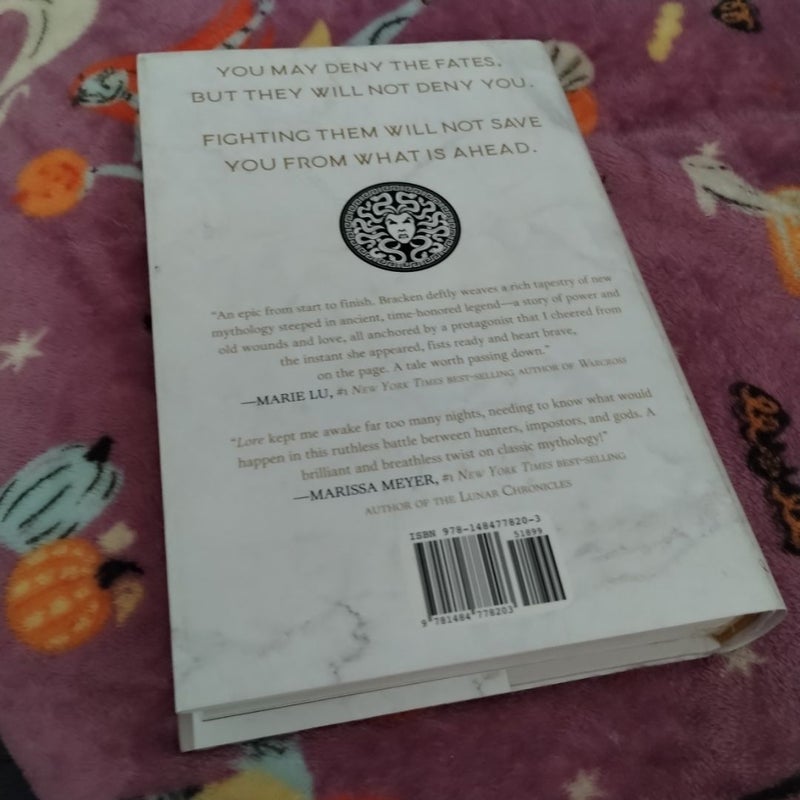 YOU MAY DENY THE FATES,
BUT THEY WILL NOT DENY YOU.
FIGHTING THEM WILL NOT SAVE
YOU FROM WHAT IS AHEAD.
"An epic from start to finish. Bracken deftly weaves a rich tapestry of new
mythology steeped in ancient, time-honored legend—a story of power and
old wounds and love, all anchored by a protagonist that I cheered from
the instant she appeared, fists ready and heart brave,
on the page. A tale worth passing down."
—MARIE LU, #1 NEW YORK TIMES BEST-SELLING AUTHOR OF WARCROSS
"Lore kept me awake far too many nights, needing to know what would
happen in this ruthless battle between hunters, impostors, and gods. A
brilliant and breathless twist on classic mythology!"
—MARISSA MEYER, #1 NEW YORK TIMES BEST-SELLING
AUTHOR OF THE LUNAR CHRONICLES
ISBN 978-148477820-3
51899
9 781484 778203